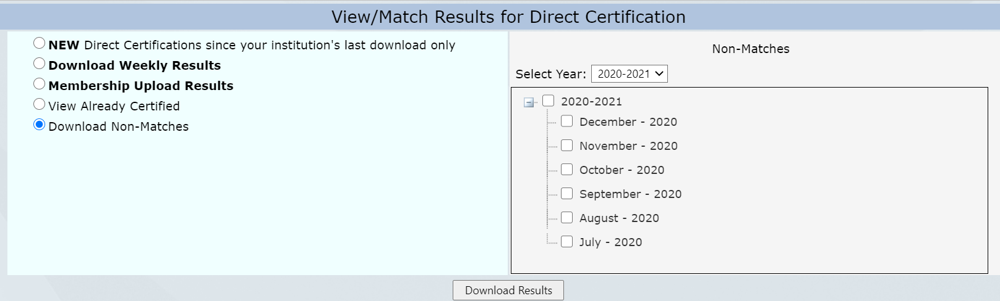 View/Match Results for Direct Certification
NEW Direct Certifications since your institution's last download only
Download Weekly Results
Membership Upload Results
View Already Certified
Download Non-Matches
Non-Matches
Select Year: 2020-2021
2020-2021
December - 2020
November - 2020
October - 2020
September - 2020
August - 2020
July - 2020
Download Results